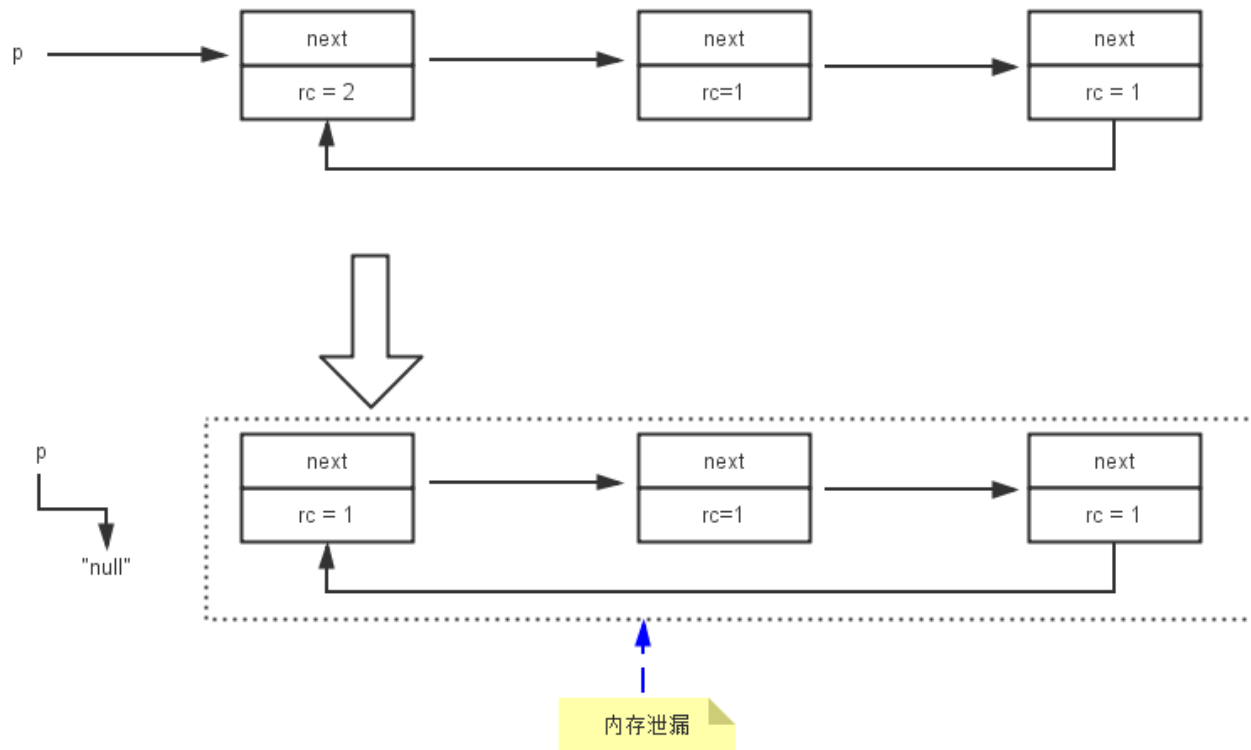 p
next
next
next
rc = 2
rc=1
rc = 1
p
next
next
next
rc = 1
rc=1
rc = 1
"null"
内存泄漏